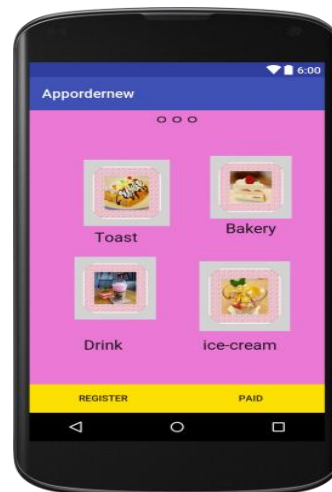 6:00
Appordernew
Toast
Bakery
Drink
ice-cream
REGISTER
PAID